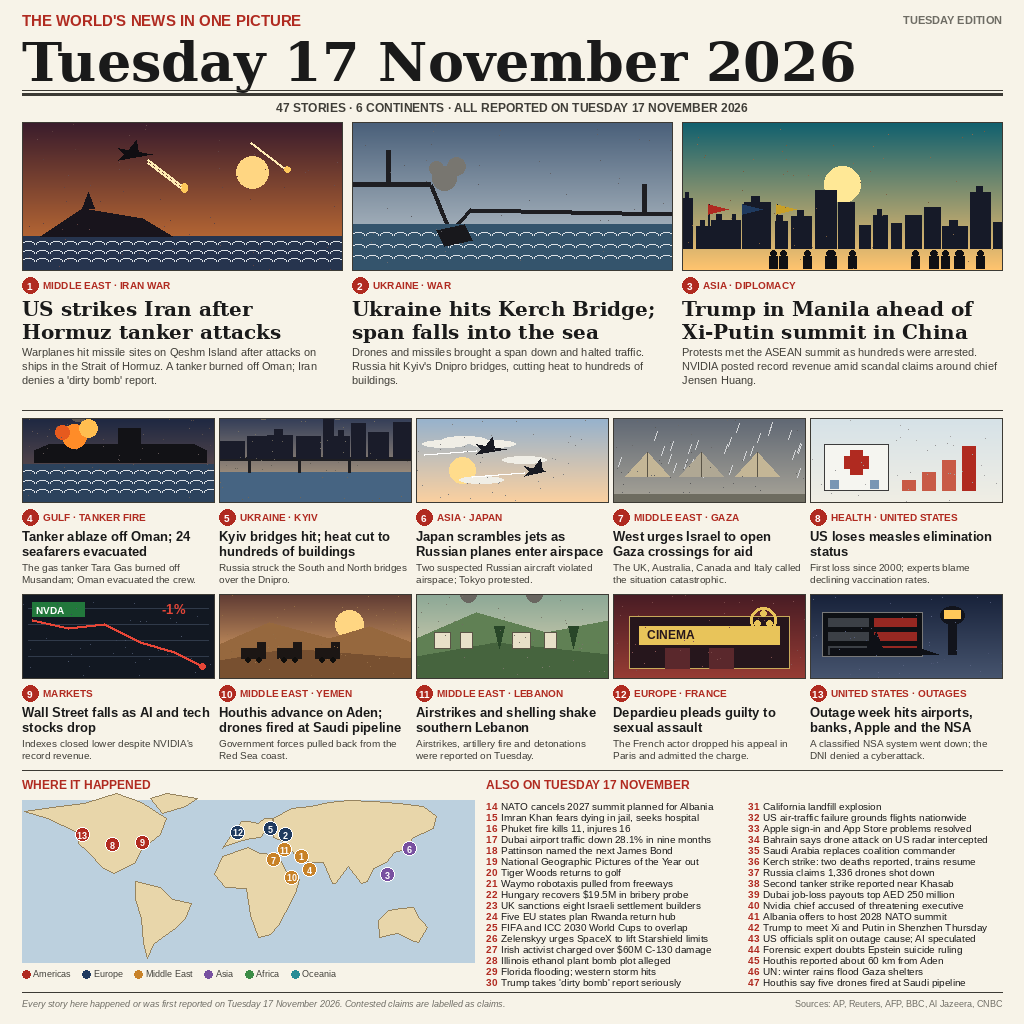 THE WORLD'S NEWS IN ONE PICTURE
TUESDAY EDITION
Tuesday 17 November 2026
47 STORIES · 6 CONTINENTS · ALL REPORTED ON TUESDAY 17 NOVEMBER 2026
1 MIDDLE EAST · IRAN WAR
US strikes Iran after
Hormuz tanker attacks
Warplanes hit missile sites on Qeshm Island after attacks on
ships in the Strait of Hormuz. A tanker burned off Oman; Iran
denies a 'dirty bomb' report.
2 UKRAINE · WAR
Ukraine hits Kerch Bridge;
span falls into the sea
Drones and missiles brought a span down and halted traffic.
Russia hit Kyiv's Dnipro bridges, cutting heat to hundreds of
buildings.
3 ASIA · DIPLOMACY
Trump in Manila ahead of
Xi-Putin summit in China
Protests met the ASEAN summit as hundreds were arrested.
NVIDIA posted record revenue amid scandal claims around chief
Jensen Huang.
4 GULF · TANKER FIRE
Tanker ablaze off Oman; 24
seafarers evacuated
The gas tanker Tara Gas burned off
Musandam; Oman evacuated the crew.
5 UKRAINE · KYIV
Kyiv bridges hit; heat cut to
hundreds of buildings
Russia struck the South and North bridges
over the Dnipro.
6 ASIA · JAPAN
Japan scrambles jets as
Russian planes enter airspace
Two suspected Russian aircraft violated
airspace; Tokyo protested.
7 MIDDLE EAST · GAZA
West urges Israel to open
Gaza crossings for aid
The UK, Australia, Canada and Italy called
the situation catastrophic.
8 HEALTH · UNITED STATES
US loses measles elimination
status
First loss since 2000; experts blame
declining vaccination rates.
NVDA
-1%
9 MARKETS
Wall Street falls as AI and tech
stocks drop
Indexes closed lower despite NVIDIA's
record revenue.
10 MIDDLE EAST · YEMEN
Houthis advance on Aden;
drones fired at Saudi pipeline
Government forces pulled back from the
Red Sea coast.
11 MIDDLE EAST · LEBANON
Airstrikes and shelling shake
southern Lebanon
Airstrikes, artillery fire and detonations
were reported on Tuesday.
CINEMA
12 EUROPE · FRANCE
Depardieu pleads guilty to
sexual assault
The French actor dropped his appeal in
Paris and admitted the charge.
13 UNITED STATES · OUTAGES
Outage week hits airports,
banks, Apple and the NSA
A classified NSA system went down; the
DNI denied a cyberattack.
WHERE IT HAPPENED
13
8
9
12
5
2
11
7
1
4
10
6
3
Americas Europe Middle East Asia Africa Oceania
ALSO ON TUESDAY 17 NOVEMBER
14 NATO cancels 2027 summit planned for Albania
15 Imran Khan fears dying in jail, seeks hospital
16 Phuket fire kills 11, injures 16
17 Dubai airport traffic down 28.1% in nine months
18 Pattinson named the next James Bond
19 National Geographic Pictures of the Year out
20 Tiger Woods returns to golf
21 Waymo robotaxis pulled from freeways
22 Hungary recovers $19.5M in bribery probe
23 UK sanctions eight Israeli settlement builders
24 Five EU states plan Rwanda return hub
25 FIFA and ICC 2030 World Cups to overlap
26 Zelenskyy urges SpaceX to lift Starshield limits
27 Irish activist charged over $60M C-130 damage
28 Illinois ethanol plant bomb plot alleged
29 Florida flooding; western storm hits
30 Trump takes 'dirty bomb' report seriously
31 California landfill explosion
32 US air-traffic failure grounds flights nationwide
33 Apple sign-in and App Store problems resolved
34 Bahrain says drone attack on US radar intercepted
35 Saudi Arabia replaces coalition commander
36 Kerch strike: two deaths reported, trains resume
37 Russia claims 1,336 drones shot down
38 Second tanker strike reported near Khasab
39 Dubai job-loss payouts top AED 250 million
40 Nvidia chief accused of threatening executive
41 Albania offers to host 2028 NATO summit
42 Trump to meet Xi and Putin in Shenzhen Thursday
43 US officials split on outage cause; AI speculated
44 Forensic expert doubts Epstein suicide ruling
45 Houthis reported about 60 km from Aden
46 UN: winter rains flood Gaza shelters
47 Houthis say five drones fired at Saudi pipeline
Every story here happened or was first reported on Tuesday 17 November 2026. Contested claims are labelled as claims.
Sources: AP, Reuters, AFP, BBC, Al Jazeera, CNBC